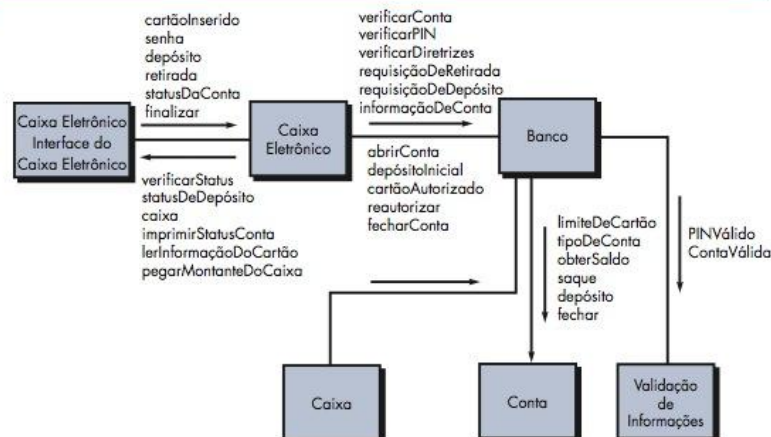 cartãoInserido
senha
depósito
retirada
statusDaConta
finalizar
verificarConta
verificarPIN
verificarDiretrizes
requisiçãoDeRetirada
requisiçãoDeDepósito
informaçãoDeConta
Caixa Eletrônico
Interface do
Caixa Eletrônico
Caixa
Eletrônico
Banco
verificarStatus
statusDeDepósito
caixa
imprimirStatusConta
lerInformaçãoDoCartão
pegarMontanteDoCaixa
abrirConta
depósitoInicial
cartãoAutorizado
reautorizar
fecharConta
limiteDeCartão
tipoDeConta
obterSaldo
saque
depósito
fechar
PINVálido
ContaVálida
Caixa
Conta
Validação
de
Informações